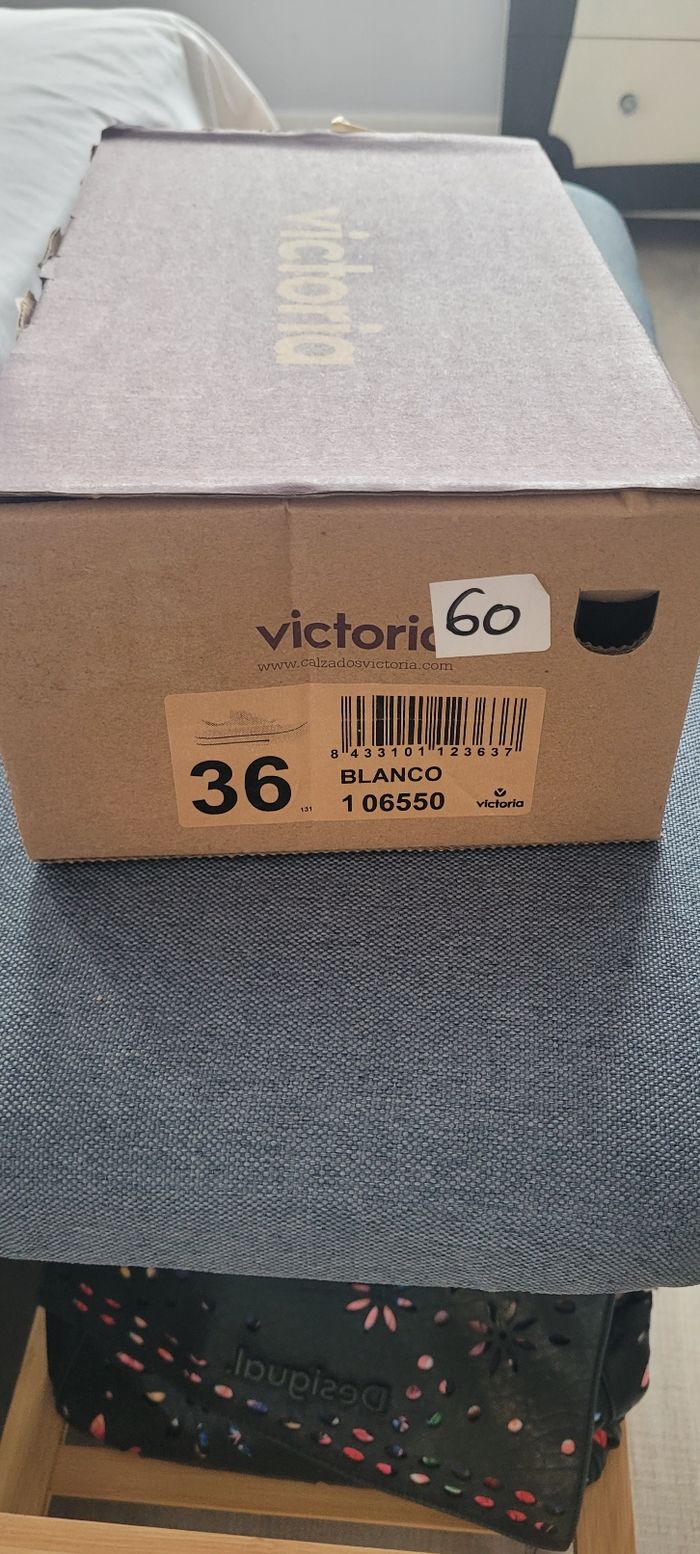 victoria
victoria
60
www.calzadosvictoria.com
8 433101 123637
BLANCO
36
131
1 06550
victoria
Desigual.